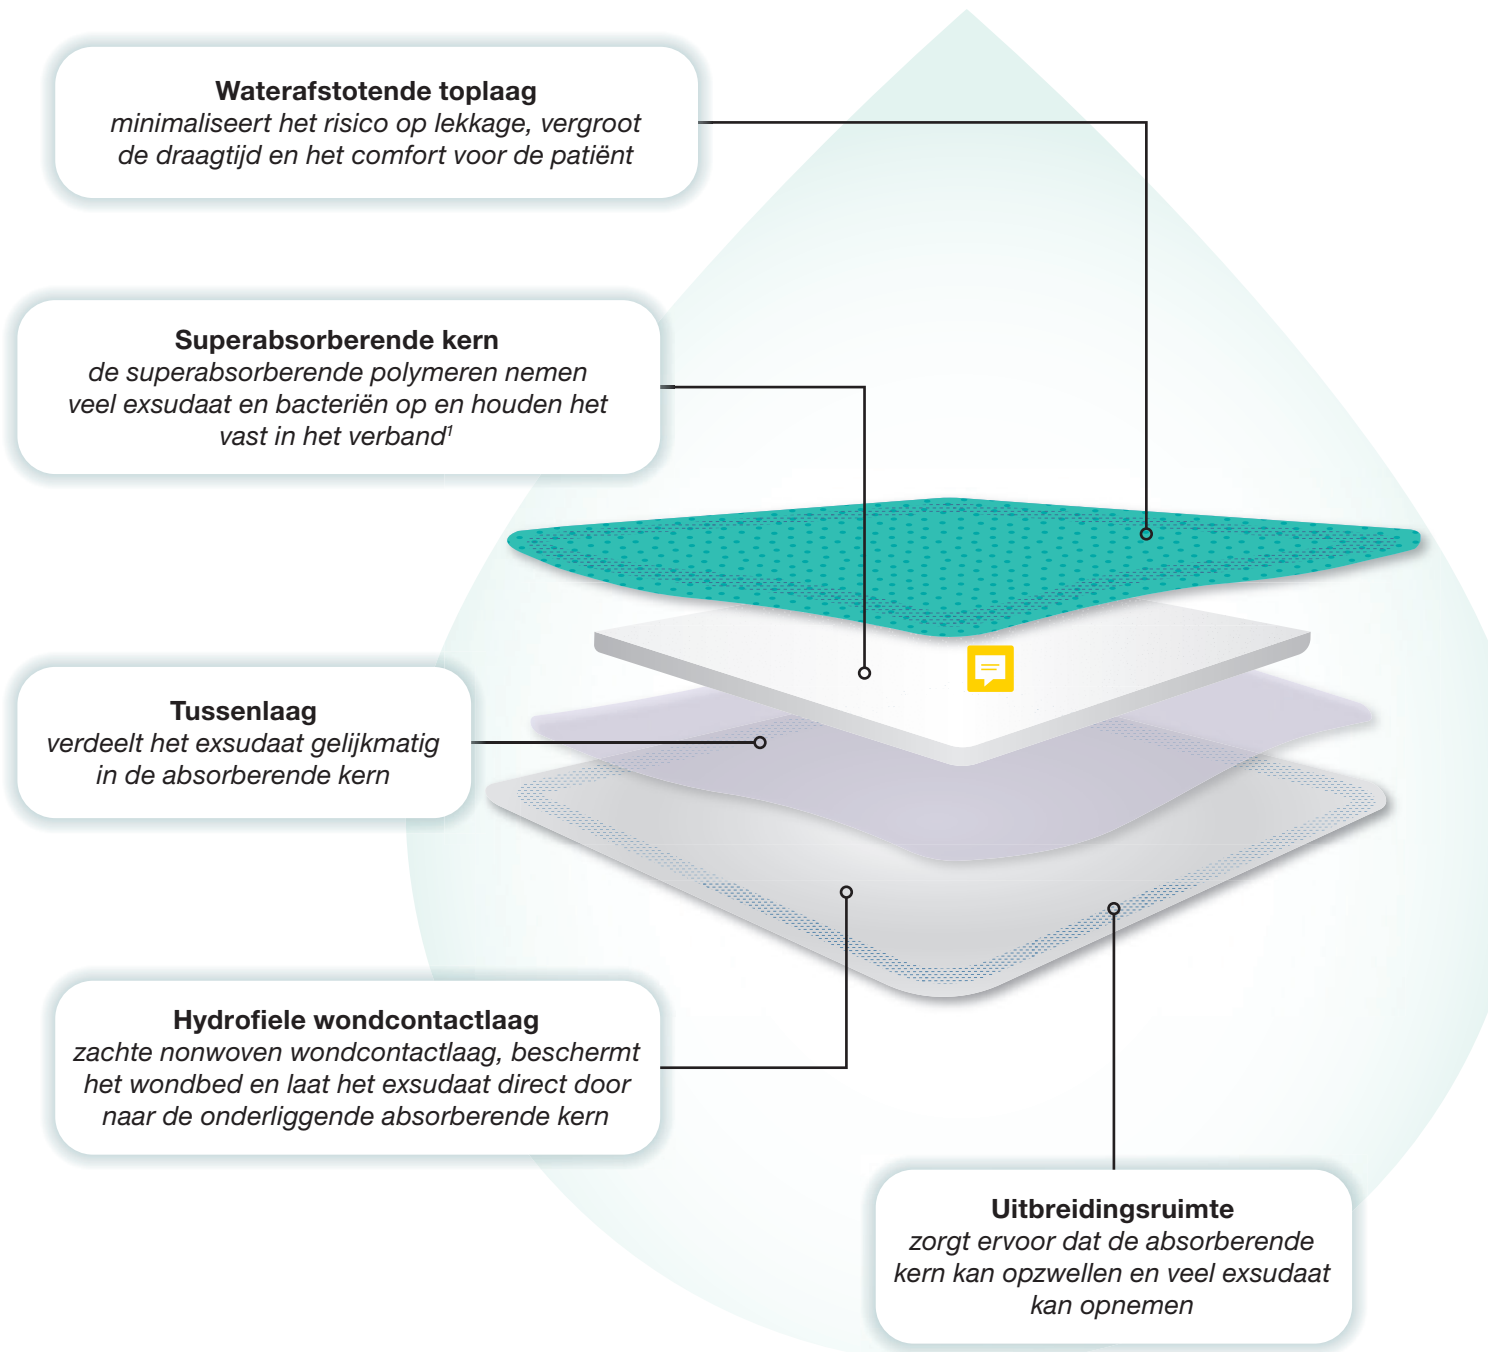 Waterafstotende toplaag
minimaliseert het risico op lekkage, vergroot
de draagtijd en het comfort voor de patiënt
Superabsorberende kern
de superabsorberende polymeren nemen
veel exsudaat en bacteriën op en houden het
vast in het verband¹
Tussenlaag
verdeelt het exsudaat gelijkmatig
in de absorberende kern
Hydrofiele wondcontactlaag
zachte nonwoven wondcontactlaag, beschermt
het wondbed en laat het exsudaat direct door
naar de onderliggende absorberende kern
Uitbreidingsruimte
zorgt ervoor dat de absorberende
kern kan opzwellen en veel exsudaat
kan opnemen